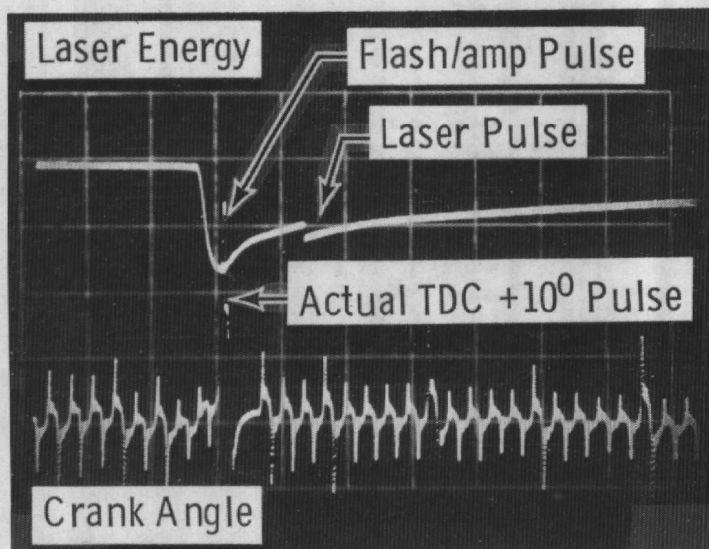 Laser Energy
Flash/amp Pulse
Laser Pulse
Actual TDC +10⁰ Pulse
Crank Angle